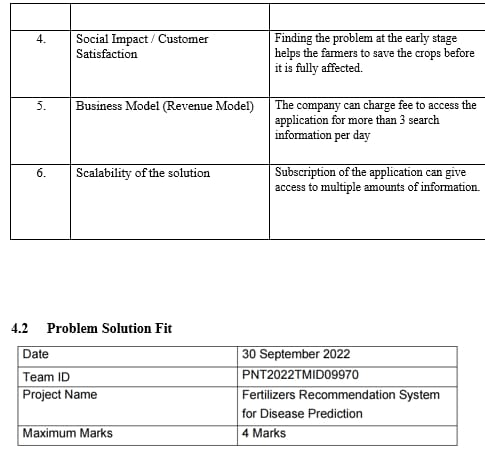 4. Social Impact / Customer Finding the problem at the early stage
Satisfaction helps the farmers to save the crops before
it is fully affected.
5. Business Model (Revenue Model) The company can charge fee to access the
application for more than 3 search
information per day
6. Scalability of the solution Subscription of the application can give
access to multiple amounts of information.
4.2 Problem Solution Fit
Date 30 September 2022
Team ID PNT2022TMID09970
Project Name Fertilizers Recommendation System
for Disease Prediction
Maximum Marks 4 Marks